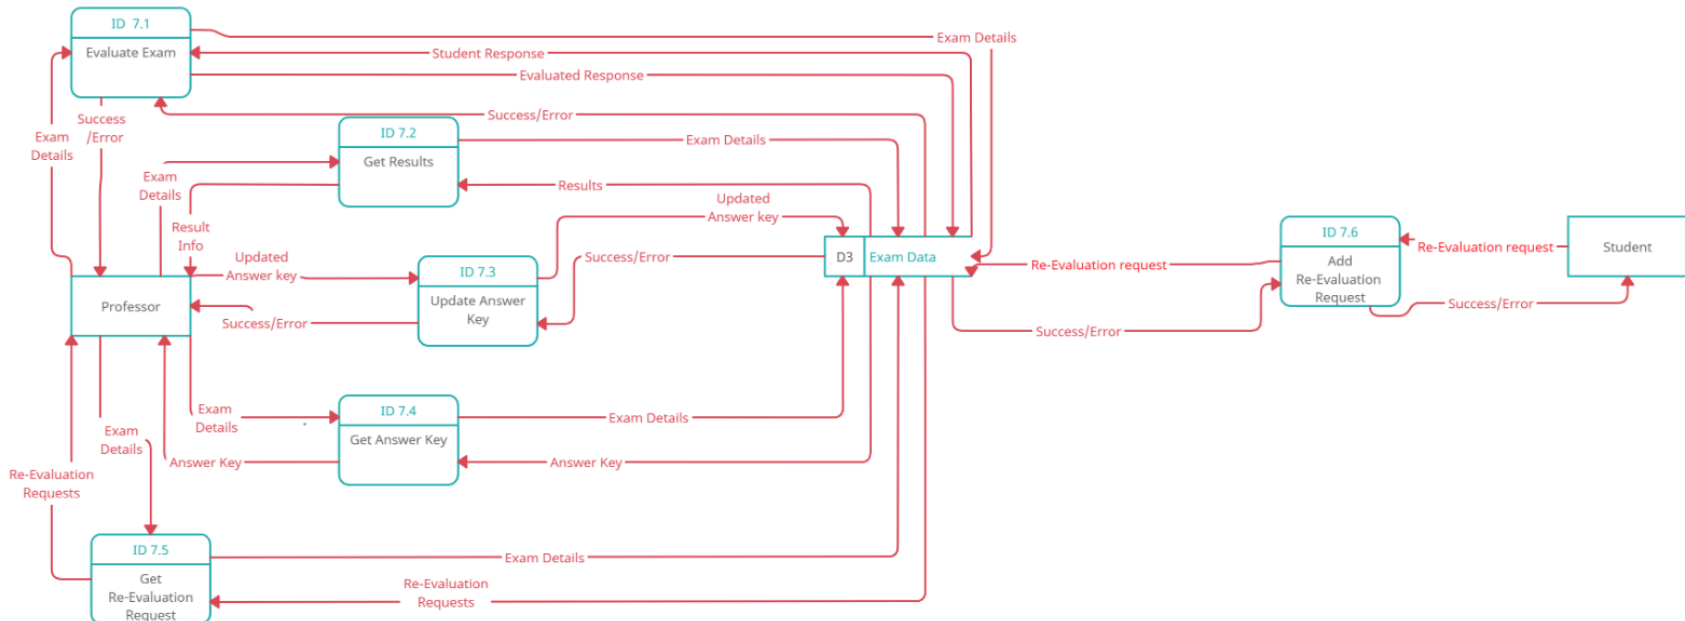 ID 7.1
Evaluate Exam
Exam Details
Student Response
Evaluated Response
Success/Error
Success
/Error
Exam
Details
ID 7.2
Get Results
Exam Details
Results
Exam
Details
Result
Info
Updated
Answer key
ID 7.3
Update Answer
Key
Updated
Answer key
Success/Error
Success/Error
Professor
D3
Exam Data
Re-Evaluation request
Success/Error
ID 7.6
Add
Re-Evaluation
Request
Re-Evaluation request
Success/Error
Student
Exam
Details
ID 7.4
Get Answer Key
Exam Details
Answer Key
Answer Key
Exam
Details
Re-Evaluation
Requests
ID 7.5
Get
Re-Evaluation
Request
Exam Details
Re-Evaluation
Requests